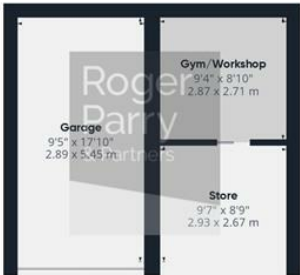 Gym/Workshop
9'4" x 8'10"
2.87 x 2.71 m
Roger
Parry
& Partners
Garage
9'5" x 17'10"
2.89 x 5.45 m
Store
9'7" x 8'9"
2.93 x 2.67 m